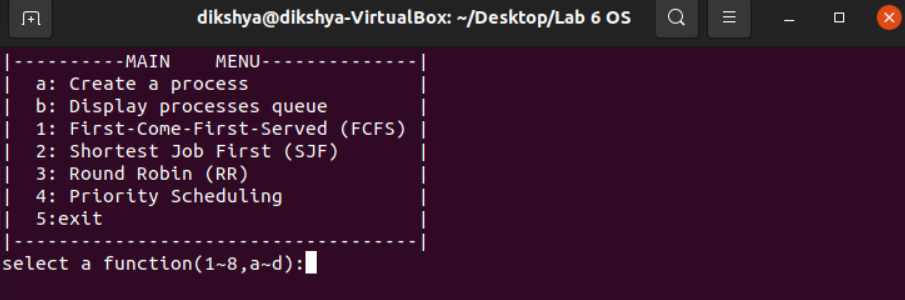 dikshya@dikshya-VirtualBox: ~/Desktop/Lab 6 OS
|----------MAIN    MENU--------------|
|  a: Create a process               |
|  b: Display processes queue        |
|  1: First-Come-First-Served (FCFS) |
|  2: Shortest Job First (SJF)       |
|  3: Round Robin (RR)               |
|  4: Priority Scheduling            |
|  5:exit                            |
|------------------------------------|
select a function(1~8,a~d):